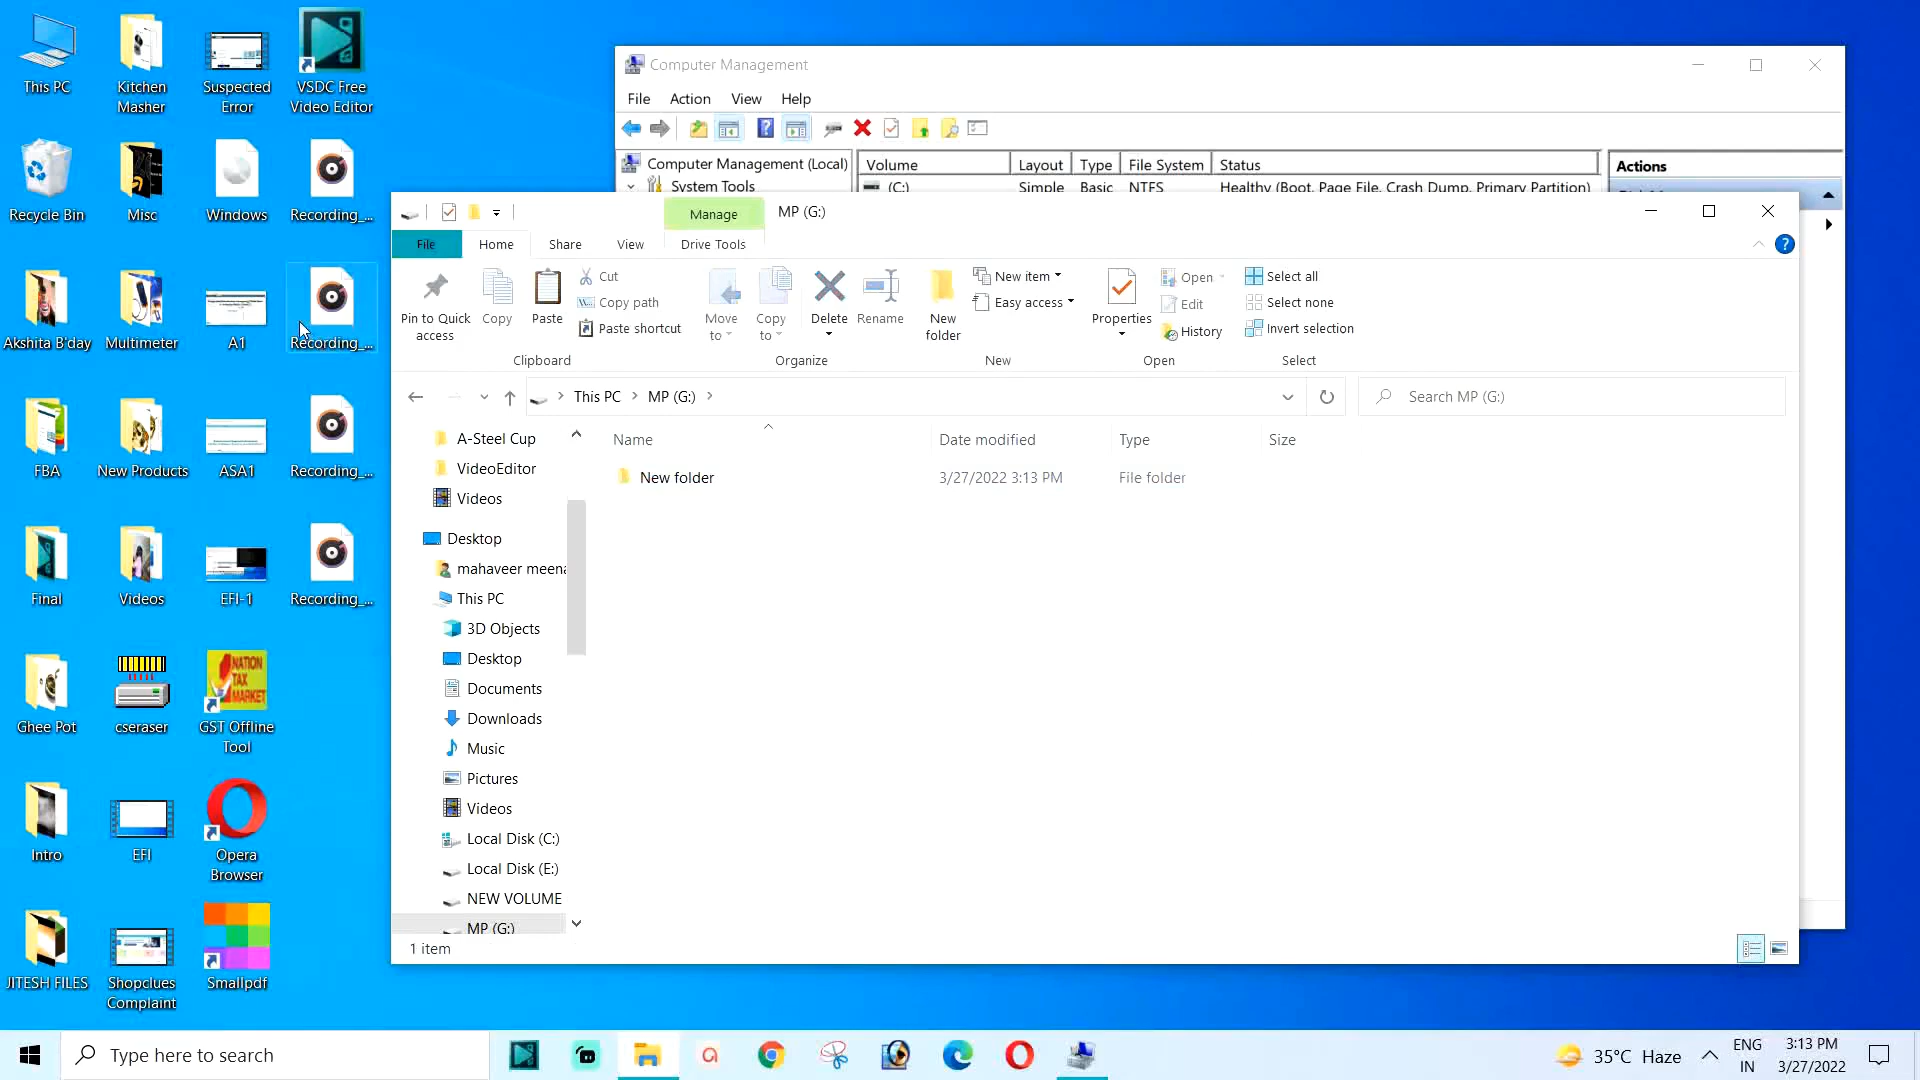 This PC
Kitchen
Masher
Suspected
Error
VSDC Free
Video Editor
Recycle Bin
Misc
Windows
Recording_...
Akshita B'day
Multimeter
A1
Recording_...
FBA
New Products
ASA1
Recording_...
Final
Videos
EFI-1
Recording_...
Ghee Pot
cseraser
NATION
TAX
MARKET
GST Offline
Tool
Intro
EFI
Opera
Browser
JITESH FILES
Shopclues
Complaint
Smallpdf
Computer Management
File Action View Help
Computer Management (Local)
System Tools
Volume Layout Type File System Status
(C:) Simple Basic NTFS Healthy (Boot, Page File, Crash Dump, Primary Partition)
Actions
Manage MP (G:)
File Home Share View Drive Tools
Pin to Quick
access
Copy
Paste
Cut
Copy path
Paste shortcut
Clipboard
Move
to
Copy
to
Delete
Rename
Organize
New
folder
New item
Easy access
New
Properties
Open
Edit
History
Open
Select all
Select none
Invert selection
Select
This PC MP (G:)
Search MP (G:)
A-Steel Cup
VideoEditor
Videos
Desktop
mahaveer meena
This PC
3D Objects
Desktop
Documents
Downloads
Music
Pictures
Videos
Local Disk (C:)
Local Disk (E:)
NEW VOLUME
MP (G:)
Name Date modified Type Size
New folder 3/27/2022 3:13 PM File folder
1 item
Type here to search
35°C Haze
ENG
IN
3:13 PM
3/27/2022